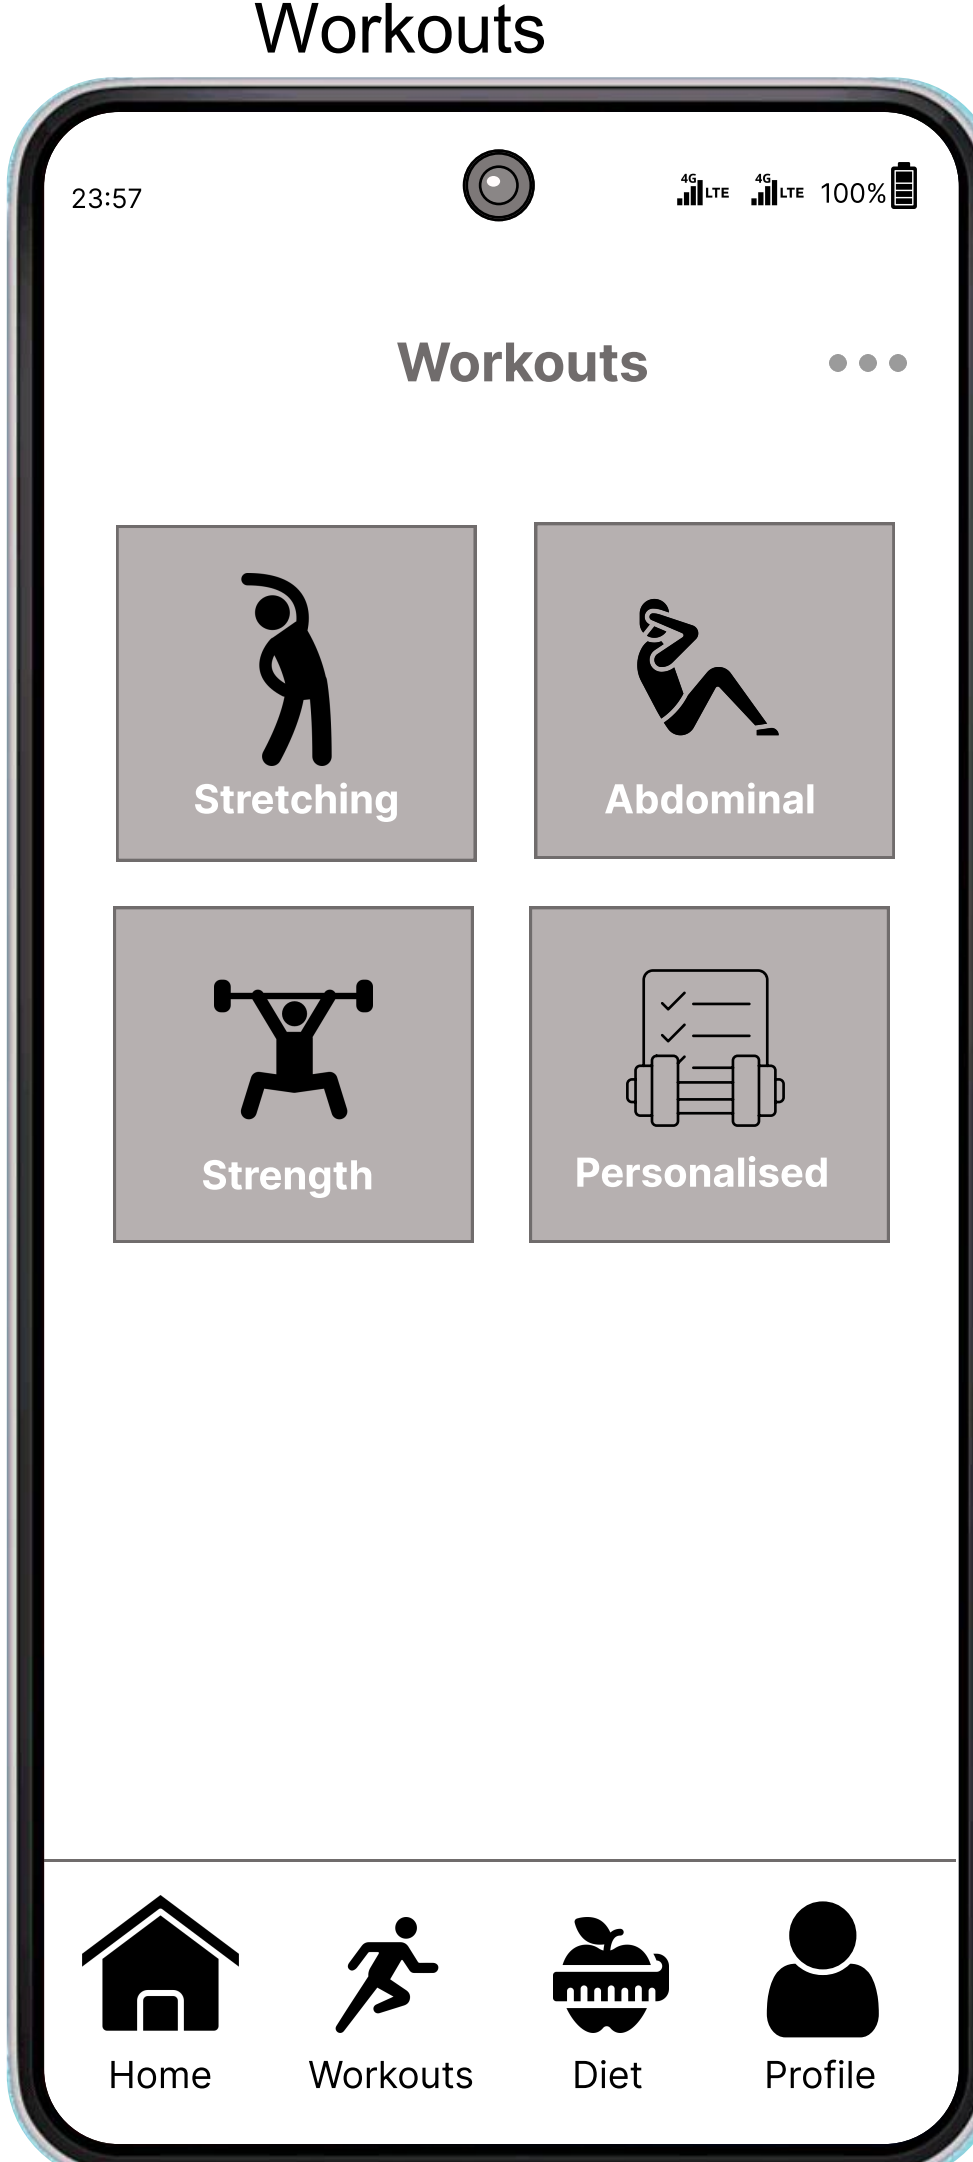 Workouts
23:57
4G LTE 4G LTE 100%
Workouts
Stretching Abdominal
Strength Personalised
Home Workouts Diet Profile